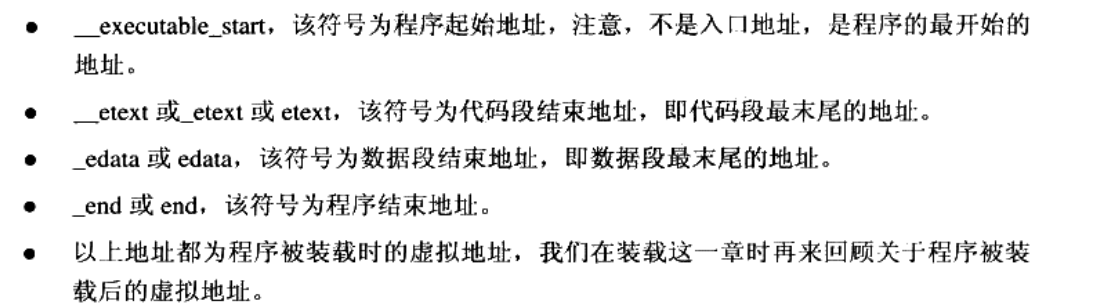 ● __executable_start，该符号为程序起始地址，注意，不是入口地址，是程序的最开始的
地址。
● __etext 或_etext 或 etext，该符号为代码段结束地址，即代码段最末尾的地址。
● _edata 或 edata，该符号为数据段结束地址，即数据段最末尾的地址。
● _end 或 end，该符号为程序结束地址。
● 以上地址都为程序被装载时的虚拟地址，我们在装载这一章时再来回顾关于程序被装
载后的虚拟地址。